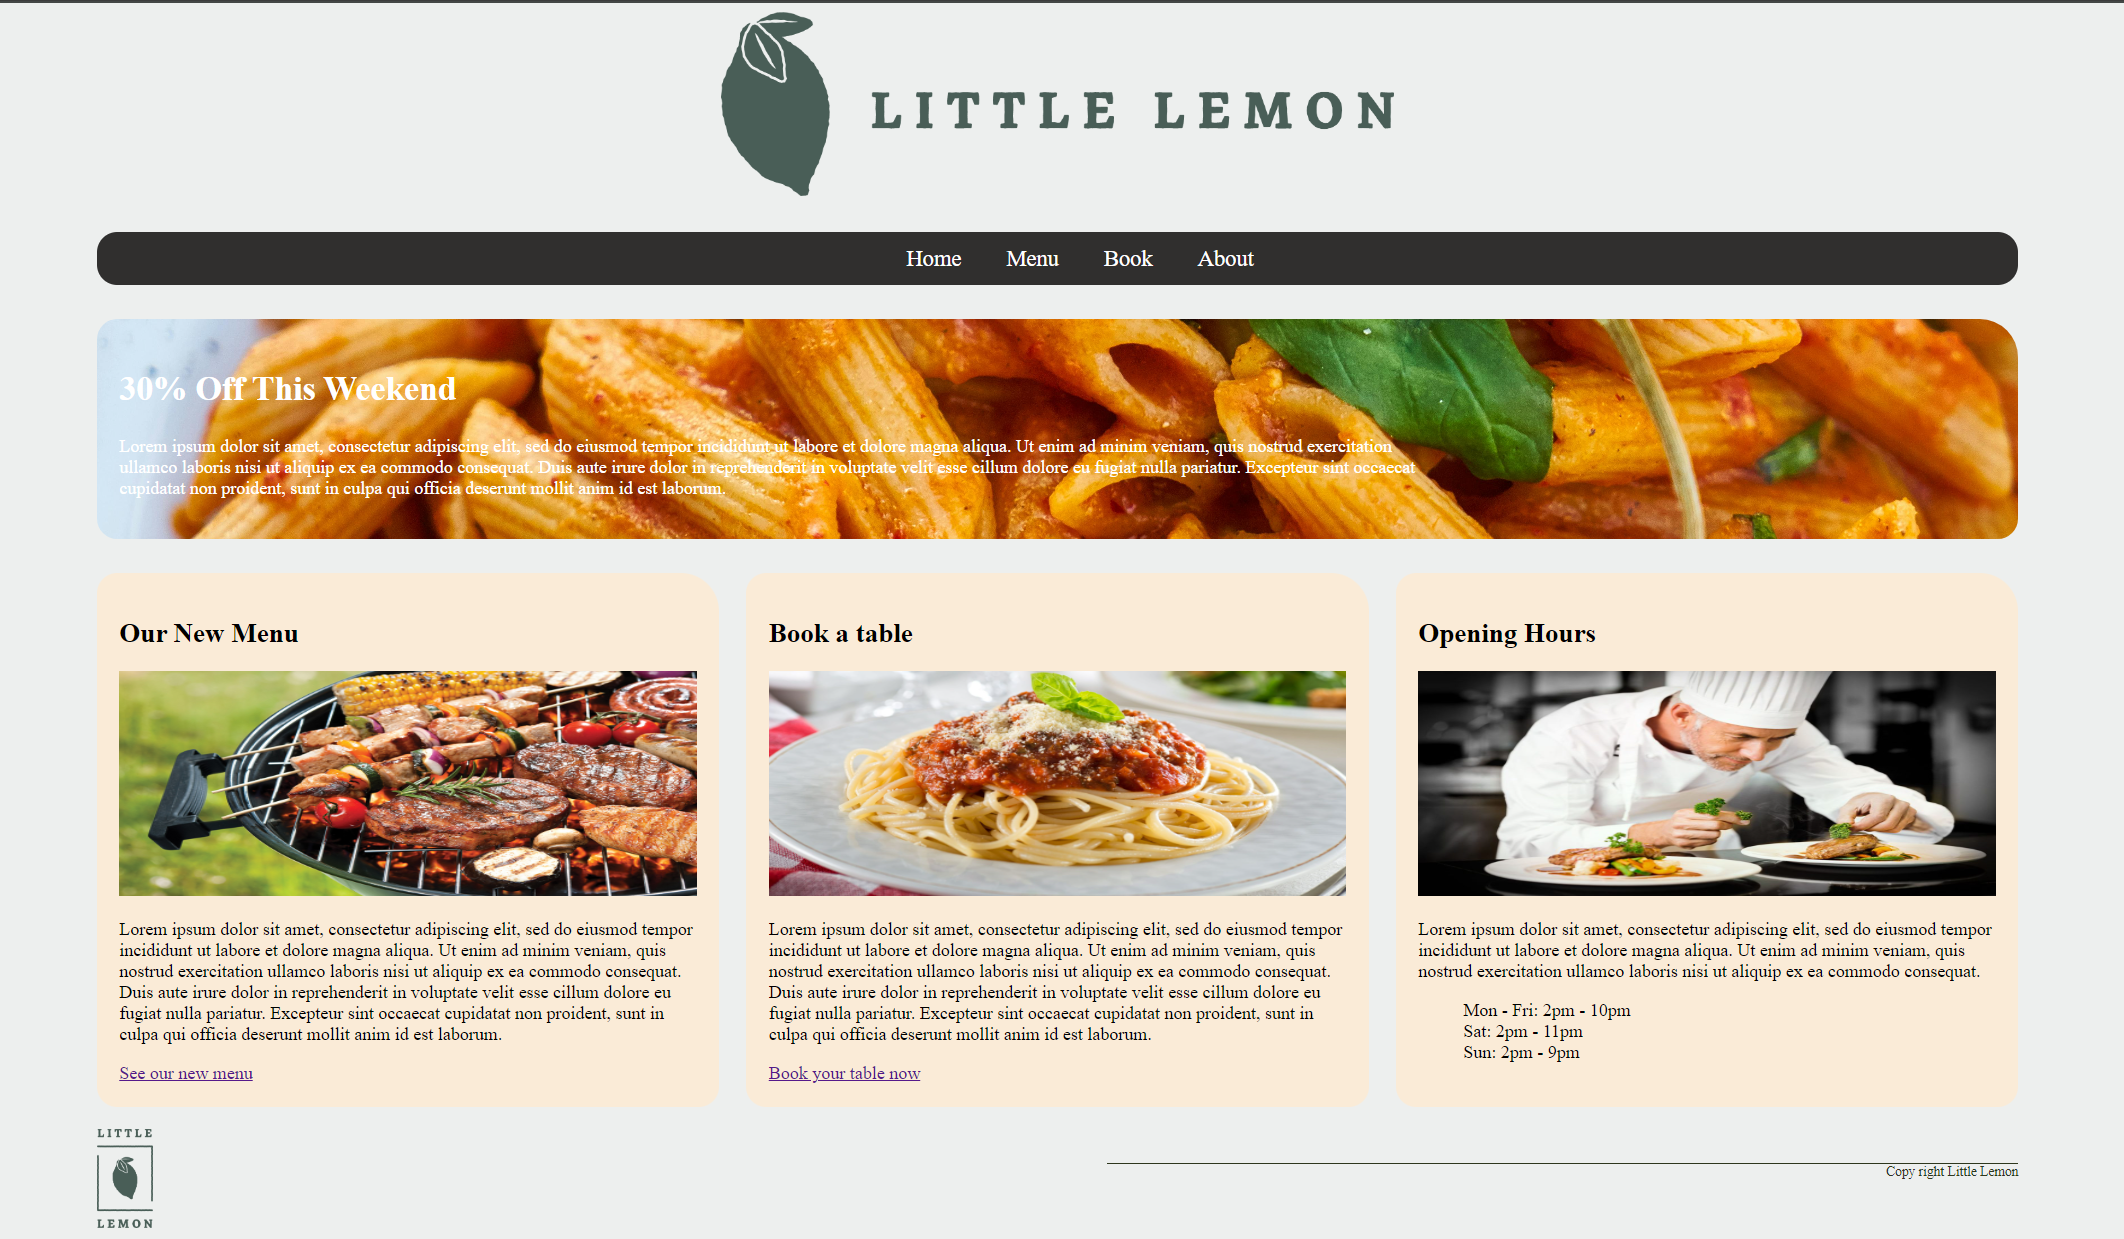 LITTLE LEMON
Home Menu Book About
30% Off This Weekend
Lorem ipsum dolor sit amet, consectetur adipiscing elit, sed do eiusmod tempor incididunt ut labore et dolore magna aliqua. Ut enim ad minim veniam, quis nostrud exercitation
ullamco laboris nisi ut aliquip ex ea commodo consequat. Duis aute irure dolor in reprehenderit in voluptate velit esse cillum dolore eu fugiat nulla pariatur. Excepteur sint occaecat
cupidatat non proident, sunt in culpa qui officia deserunt mollit anim id est laborum.
Our New Menu
Lorem ipsum dolor sit amet, consectetur adipiscing elit, sed do eiusmod tempor
incididunt ut labore et dolore magna aliqua. Ut enim ad minim veniam, quis
nostrud exercitation ullamco laboris nisi ut aliquip ex ea commodo consequat.
Duis aute irure dolor in reprehenderit in voluptate velit esse cillum dolore eu
fugiat nulla pariatur. Excepteur sint occaecat cupidatat non proident, sunt in
culpa qui officia deserunt mollit anim id est laborum.
See our new menu
Book a table
Lorem ipsum dolor sit amet, consectetur adipiscing elit, sed do eiusmod tempor
incididunt ut labore et dolore magna aliqua. Ut enim ad minim veniam, quis
nostrud exercitation ullamco laboris nisi ut aliquip ex ea commodo consequat.
Duis aute irure dolor in reprehenderit in voluptate velit esse cillum dolore eu
fugiat nulla pariatur. Excepteur sint occaecat cupidatat non proident, sunt in
culpa qui officia deserunt mollit anim id est laborum.
Book your table now
Opening Hours
Lorem ipsum dolor sit amet, consectetur adipiscing elit, sed do eiusmod tempor
incididunt ut labore et dolore magna aliqua. Ut enim ad minim veniam, quis
nostrud exercitation ullamco laboris nisi ut aliquip ex ea commodo consequat.
Mon - Fri: 2pm - 10pm
Sat: 2pm - 11pm
Sun: 2pm - 9pm
LITTLE
LEMON
Copy right Little Lemon